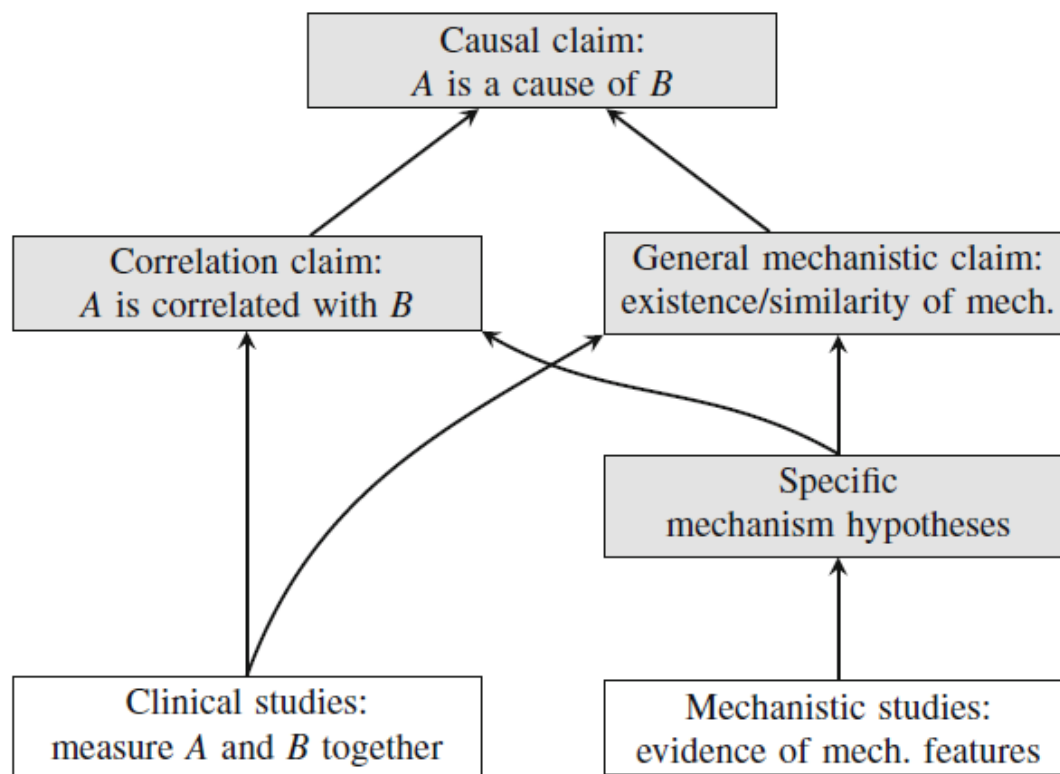 Causal claim:
A is a cause of B
Correlation claim:
A is correlated with B
General mechanistic claim:
existence/similarity of mech.
Specific
mechanism hypotheses
Clinical studies:
measure A and B together
Mechanistic studies:
evidence of mech. features